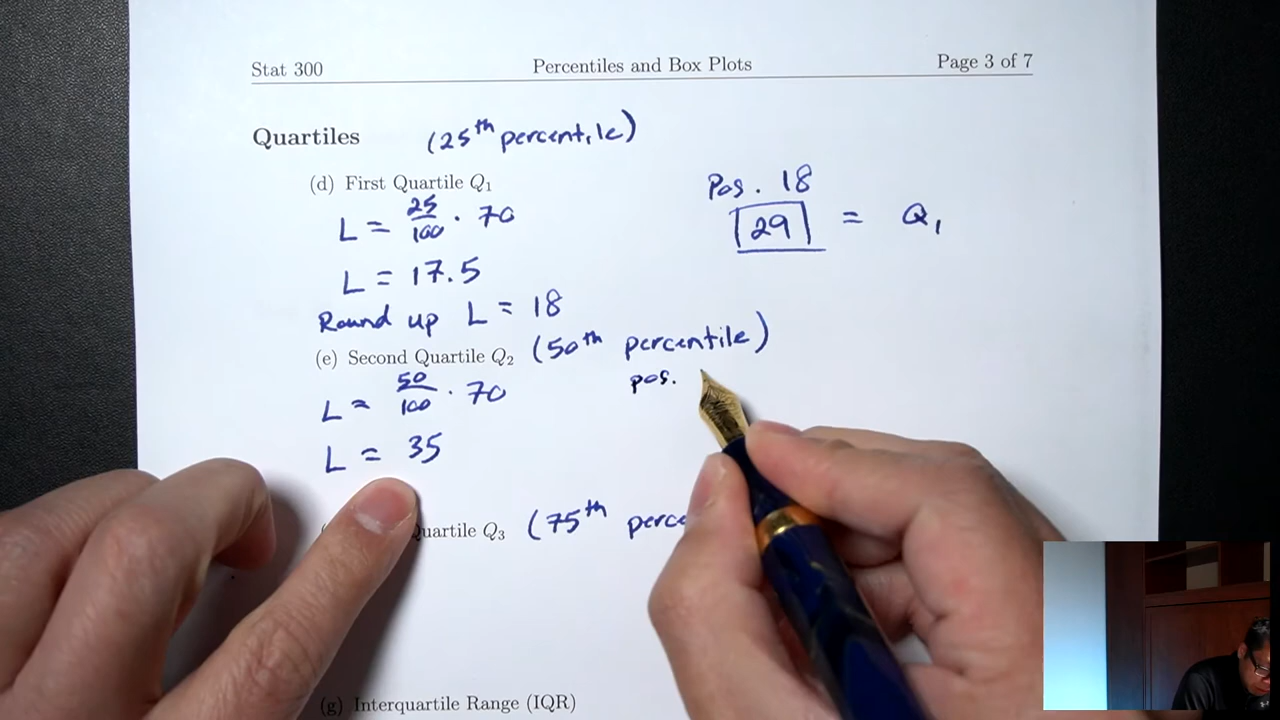 Stat 300 Percentiles and Box Plots Page 3 of 7
Quartiles (25th percentile)
(d) First Quartile Q1
L = 25/100 · 70
L = 17.5
Round up L = 18
Pos. 18
29 = Q1
(e) Second Quartile Q2 (50th percentile)
L = 50/100 · 70
pos.
L = 35
Quartile Q3 (75th
(g) Interquartile Range (IQR)